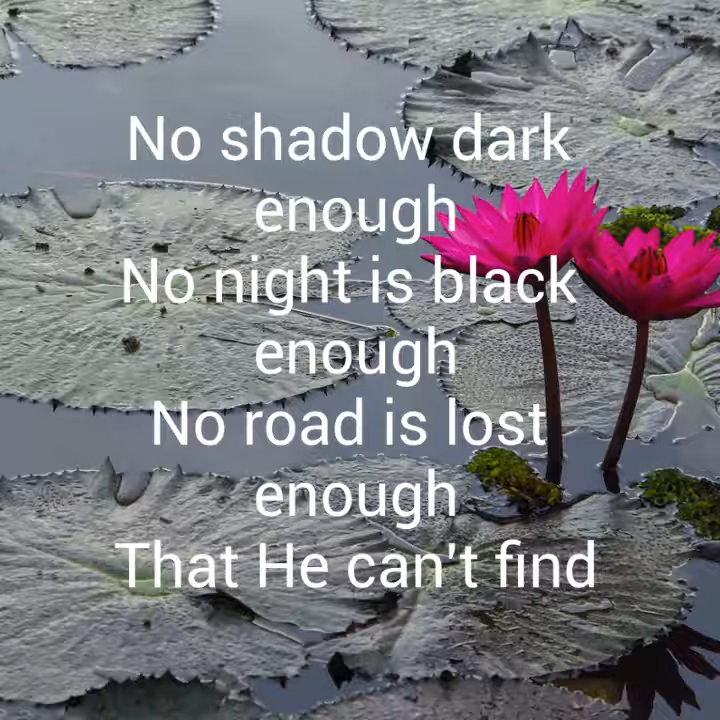 No shadow dark
enough
No night is black
enough
No road is lost
enough
That He can't find